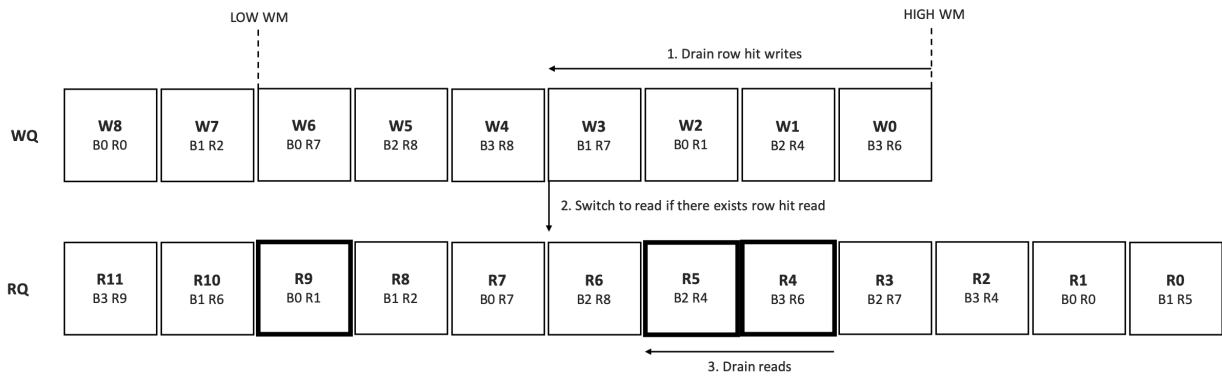 LOW WM
HIGH WM
1. Drain row hit writes
WQ
W8
B0 R0
W7
B1 R2
W6
B0 R7
W5
B2 R8
W4
B3 R8
W3
B1 R7
W2
B0 R1
W1
B2 R4
W0
B3 R6
2. Switch to read if there exists row hit read
RQ
R11
B3 R9
R10
B1 R6
R9
B0 R1
R8
B1 R2
R7
B0 R7
R6
B2 R8
R5
B2 R4
R4
B3 R6
R3
B2 R7
R2
B3 R4
R1
B0 R0
R0
B1 R5
3. Drain reads